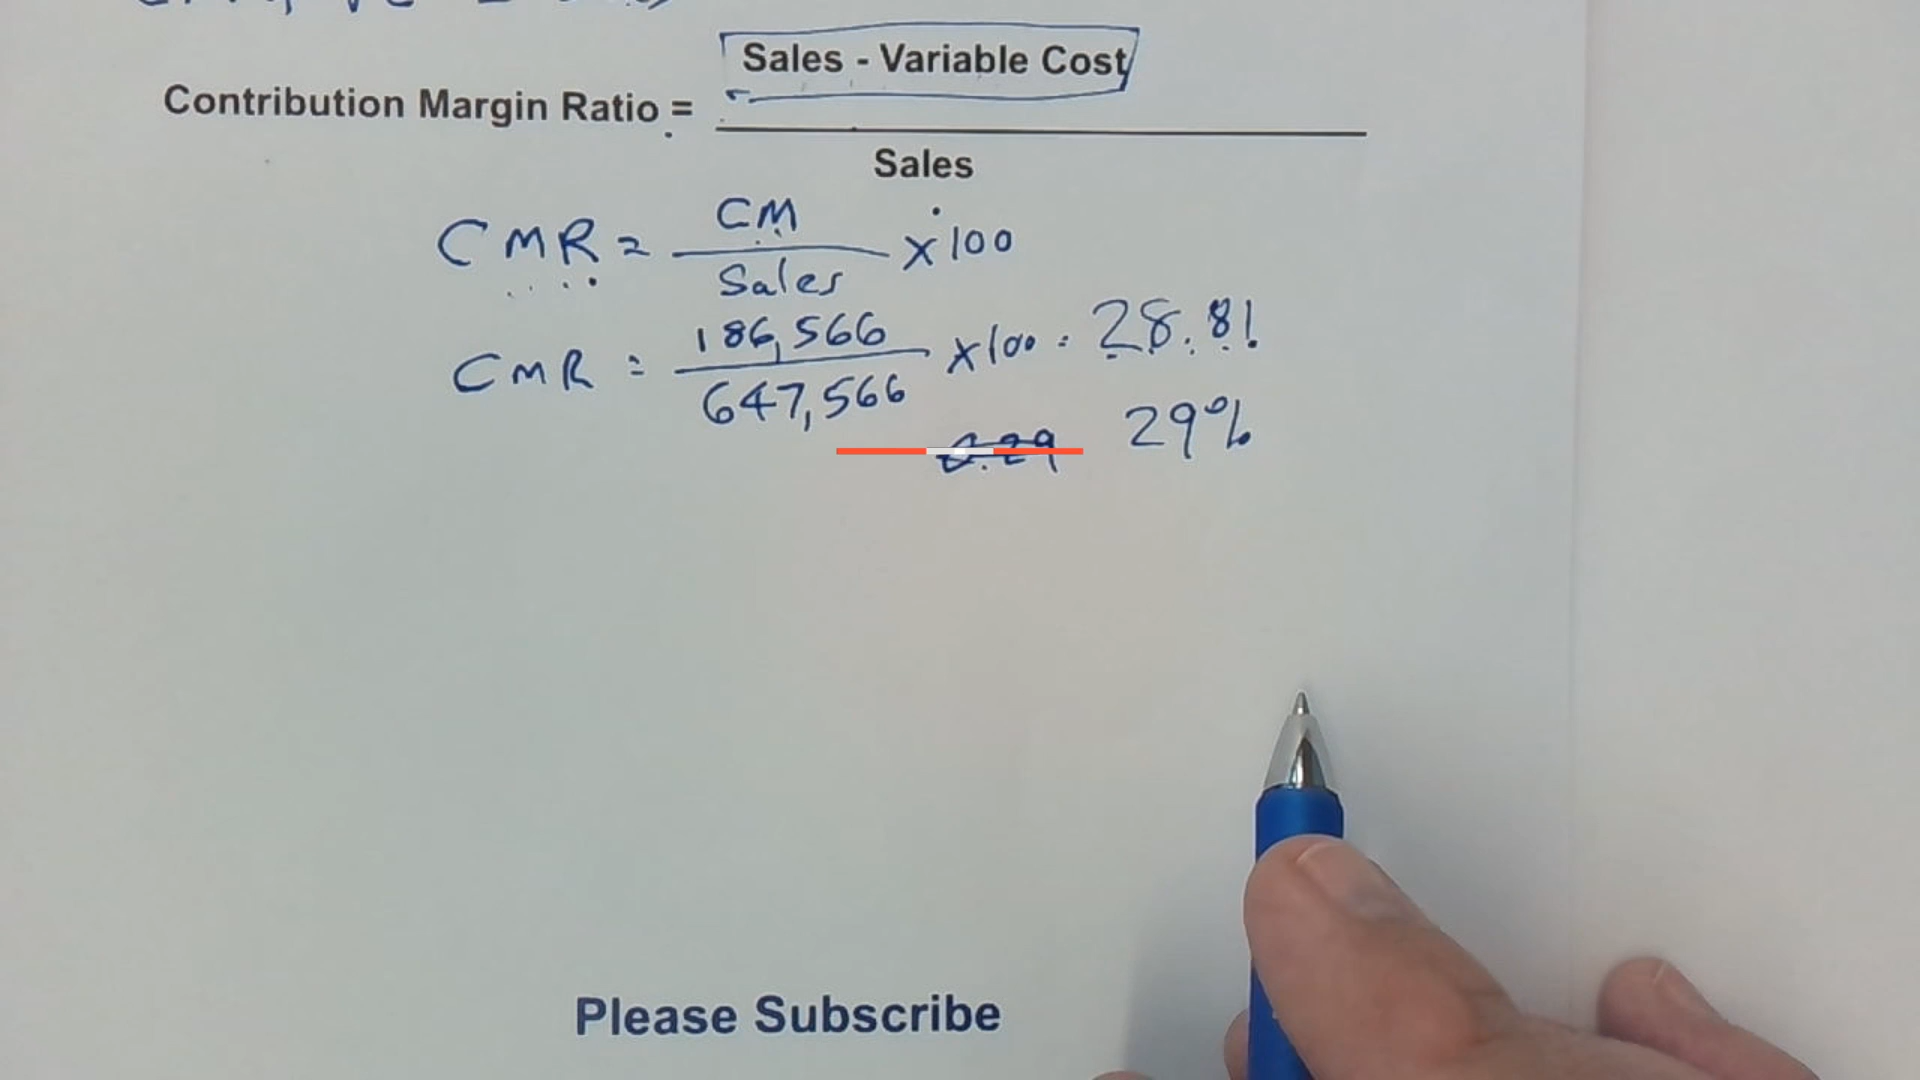 Sales - Variable Cost
Contribution Margin Ratio =
Sales
CMR = CM / Sales x100
CMR = 186,566 / 647,566 x100 = 28.81
0.29 29%
Please Subscribe